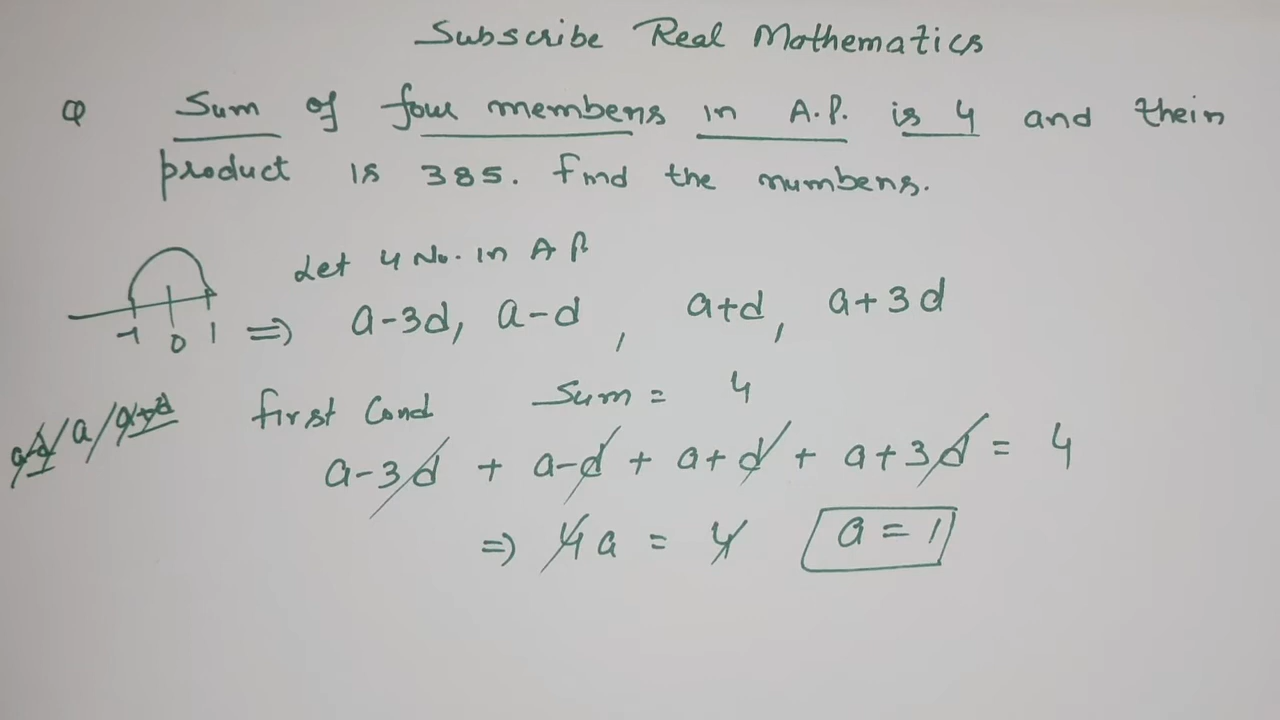 Subscribe Real Mathematics
Q Sum of four members in A.P. is 4 and their
product is 385. find the numbers.
Let 4 No. in A P.
-1 0 1
⇒ a-3d, a-d, a+d, a+3d
a-d/a/a+d
first Cond Sum = 4
a-3d + a-d + a+d + a+3d = 4
⇒ 4a = 4 a = 1